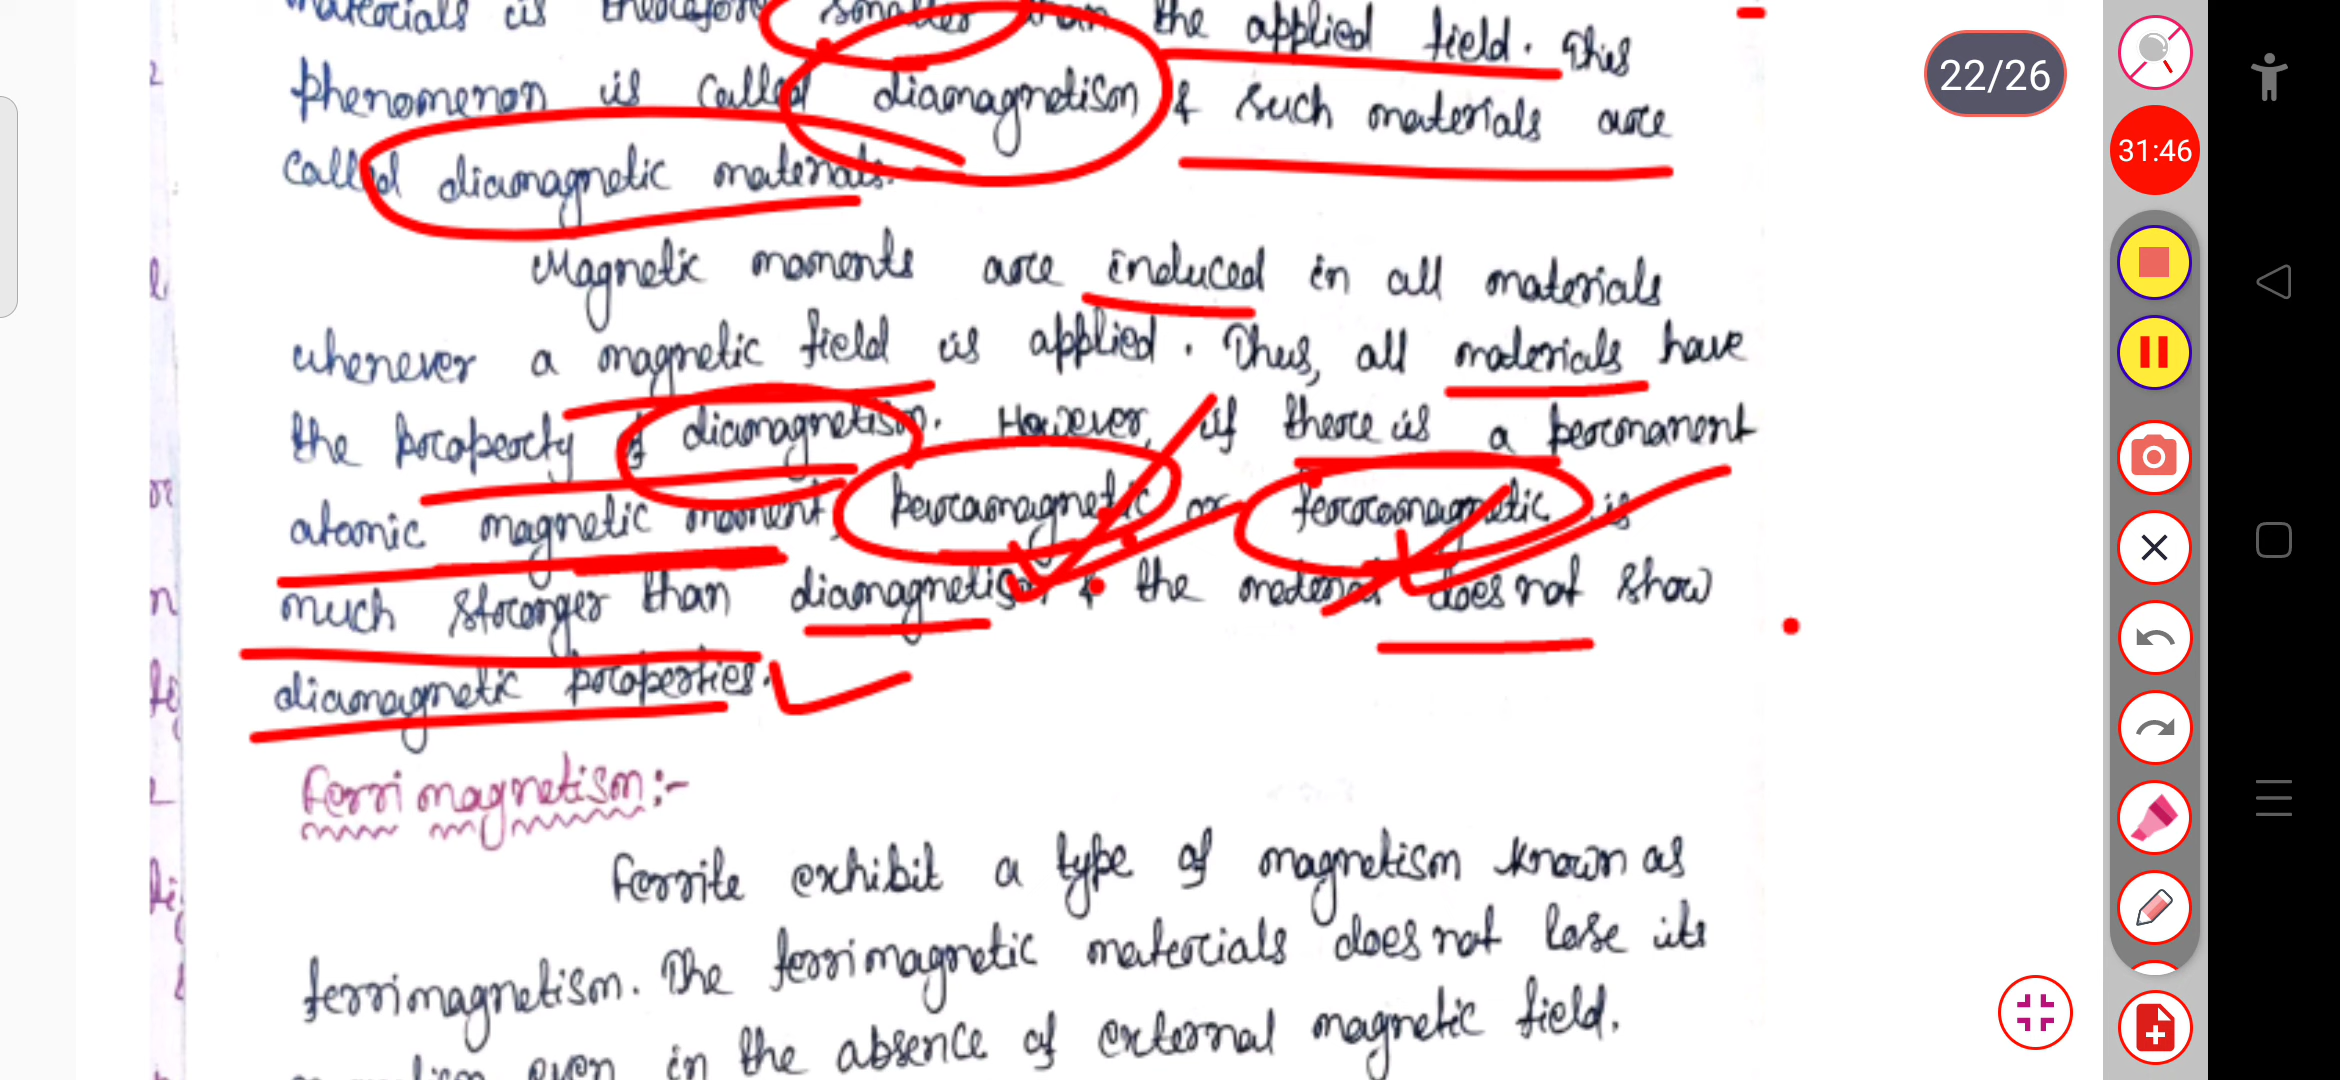 materials is therefore smaller than the applied field. This
phenomenon is called diamagnetism & such materials are
called diamagnetic materials.
Magnetic moments are induced in all materials
whenever a magnetic field is applied. Thus, all materials have
the property of diamagnetism. However, if there is a permanent
atomic magnetic moment, paramagnetic or ferromagnetic is
much stronger than diamagnetism & the material does not show
diamagnetic properties.
Ferrimagnetism:-
Ferrite exhibit a type of magnetism known as
ferrimagnetism. The ferrimagnetic materials does not lose its
even in the absence of external magnetic field.
22/26
31:46